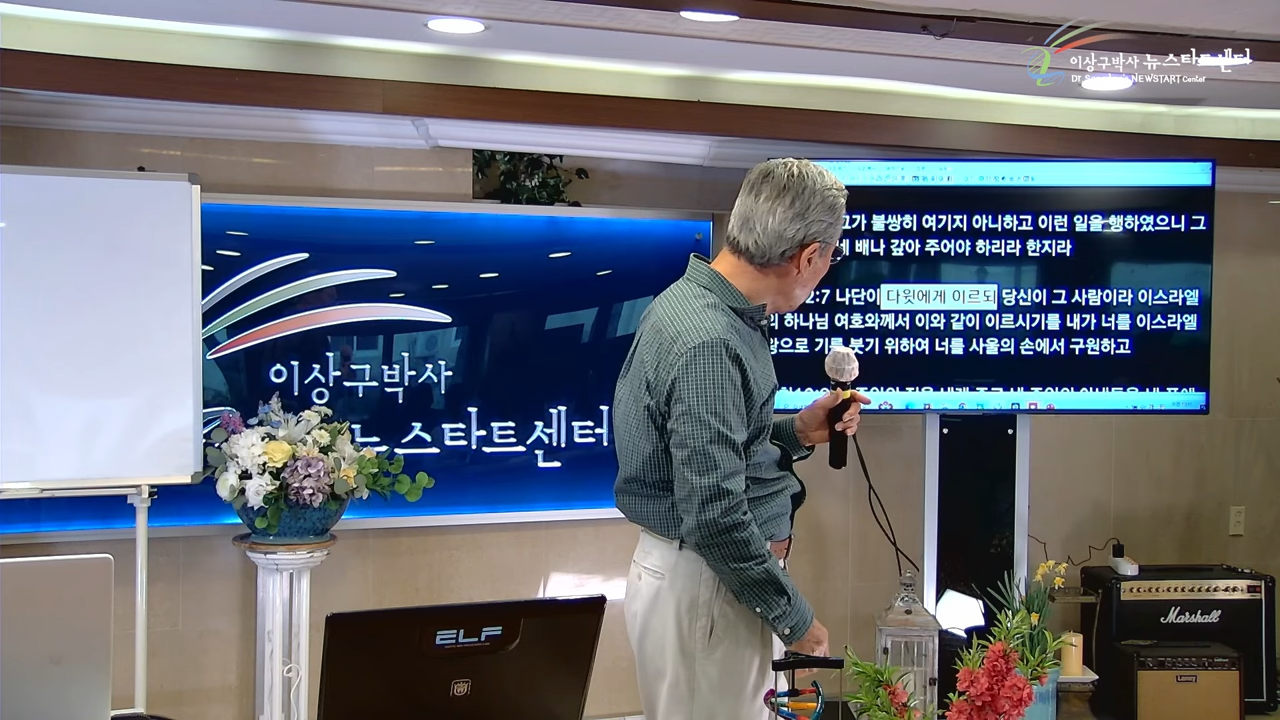 이상구박사 뉴스타트센터
NEWSTART Center
그가 불쌍히 여기지 아니하고 이런 일을 행하였으니 그
네 배나 갚아 주어야 하리라 한지라
2:7 나단이 다윗에게 이르되 당신이 그 사람이라 이스라엘
의 하나님 여호와께서 이와 같이 이르시기를 내가 너를 이스라엘
왕으로 기름 붓기 위하여 너를 사울의 손에서 구원하고
이상구박사
뉴스타트센터
ELF
Marshall
Laney